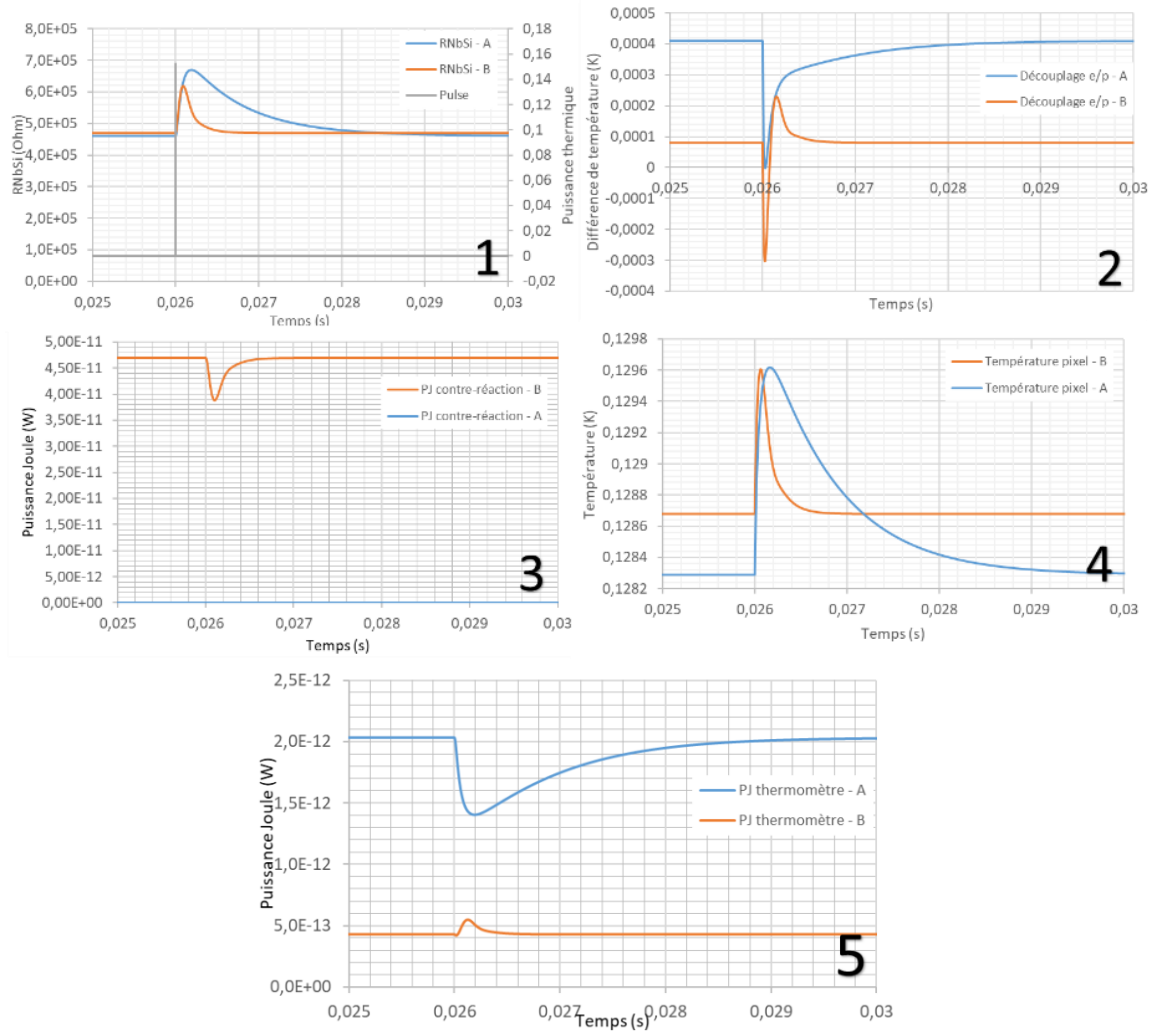 8,0E+05
7,0E+05
6,0E+05
5,0E+05
4,0E+05
3,0E+05
2,0E+05
1,0E+05
0,0E+00
RNbSi (Ohm)
RNbSi - A
RNbSi - B
Pulse
0,18
0,16
0,14
0,12
0,1
0,08
0,06
0,04
0,02
0
-0,02
Puissance thermique
1
0,025 0,026 0,027 0,028 0,029 0,03
Temps (s)
0,0005
0,0004
0,0003
0,0002
0,0001
0
-0,0001
-0,0002
-0,0003
-0,0004
Différence de température (K)
Découplage e/p - A
Découplage e/p - B
0,025 0,026 0,027 0,028 0,029 0,03
2
Temps (s)
5,00E-11
4,50E-11
4,00E-11
3,50E-11
3,00E-11
2,50E-11
2,00E-11
1,50E-11
1,00E-11
5,00E-12
0,00E+00
Puissance Joule (W)
PJ contre-réaction - B
PJ contre-réaction - A
3
0,025 0,026 0,027 0,028 0,029 0,03
Temps (s)
0,1298
0,1296
0,1294
0,1292
0,129
0,1288
0,1286
0,1284
0,1282
Température (K)
Température pixel - B
Température pixel - A
4
0,025 0,026 0,027 0,028 0,029 0,03
Temps (s)
2,5E-12
2,0E-12
1,5E-12
1,0E-12
5,0E-13
0,0E+00
Puissance Joule (W)
PJ thermomètre - A
PJ thermomètre - B
5
0,025 0,026 0,027 0,028 0,029 0,03
Temps (s)